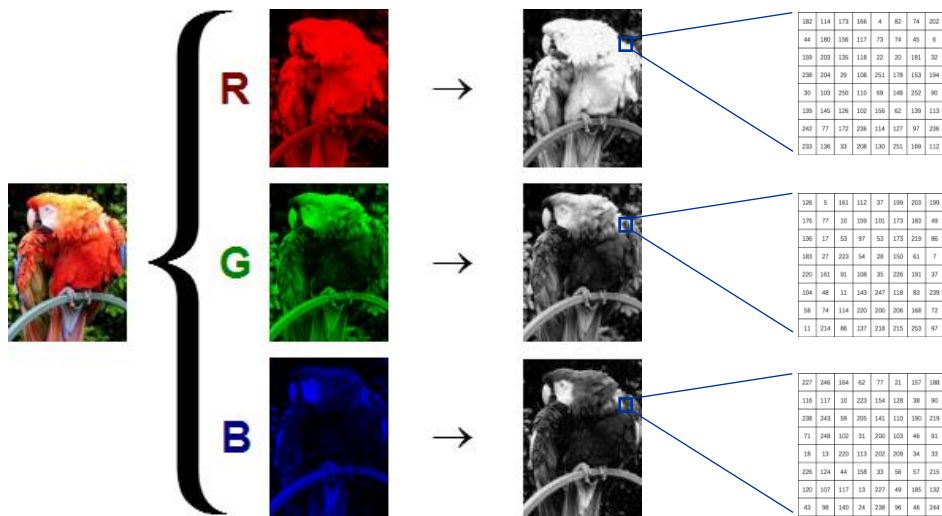 R
→
182 114 173 166 4 82 74 202
44 180 156 117 73 74 45 6
159 203 135 118 22 20 181 32
238 204 29 108 251 178 153 194
30 103 250 110 69 148 252 90
139 145 126 102 156 62 139 113
242 77 172 236 114 127 97 236
233 136 33 208 130 251 169 112
G
→
126 5 161 112 37 199 203 199
176 77 10 159 101 173 183 49
136 17 53 97 53 173 219 86
183 27 223 54 28 150 61 7
220 161 91 108 35 226 191 37
104 48 11 143 247 118 83 239
58 74 114 220 200 206 168 72
11 214 86 137 218 215 253 97
B
→
227 246 164 62 77 21 157 188
116 117 10 223 154 128 38 90
238 243 59 205 141 110 190 219
71 248 102 31 200 103 46 91
18 13 220 113 202 209 34 33
226 124 44 158 33 56 57 215
120 107 117 13 227 49 185 132
43 98 140 24 238 96 46 244